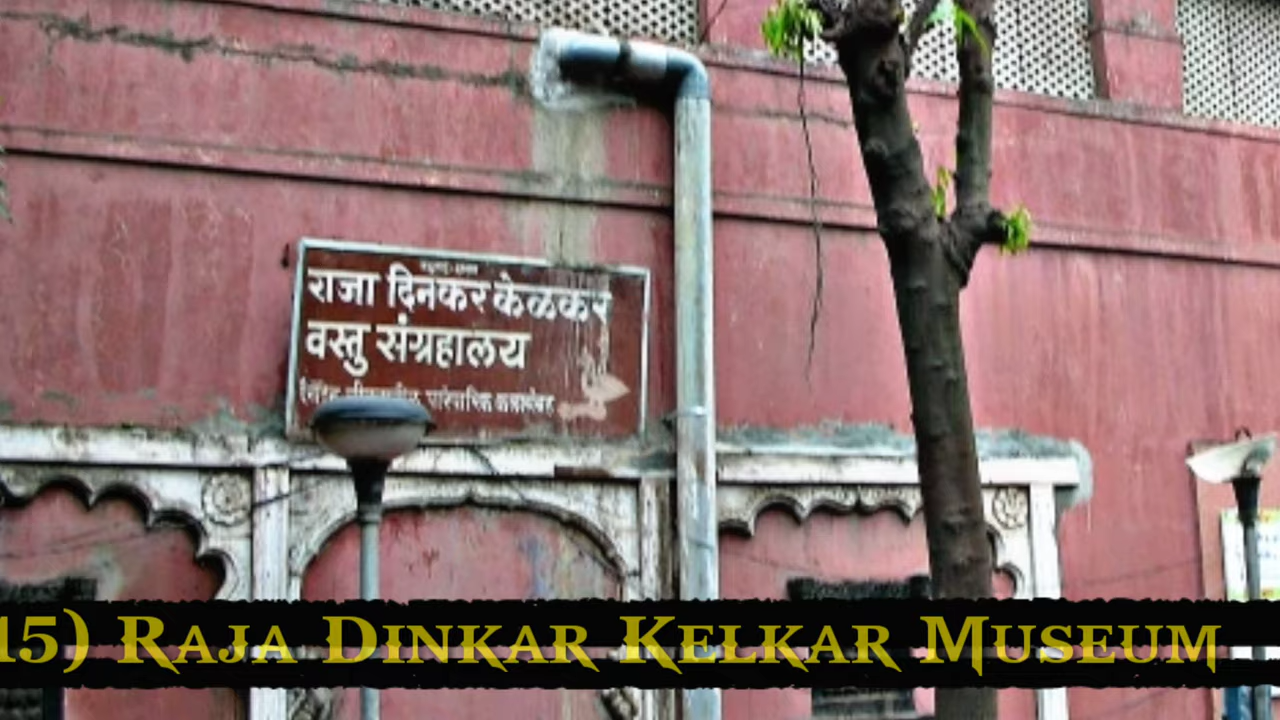 राजा दिनकर केळकर
वस्तु संग्रहालय
पारंपारिक
15) Raja Dinkar Kelkar Museum